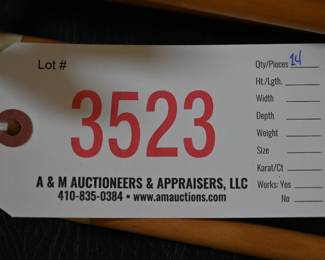 Lot #
3523
A & M AUCTIONEERS & APPRAISERS, LLC
410-835-0384 • www.amauctions.com
Qty/Pieces 14
Ht./Lgth.
Width
Depth
Weight
Size
Karat/Ct
Works: Yes
No